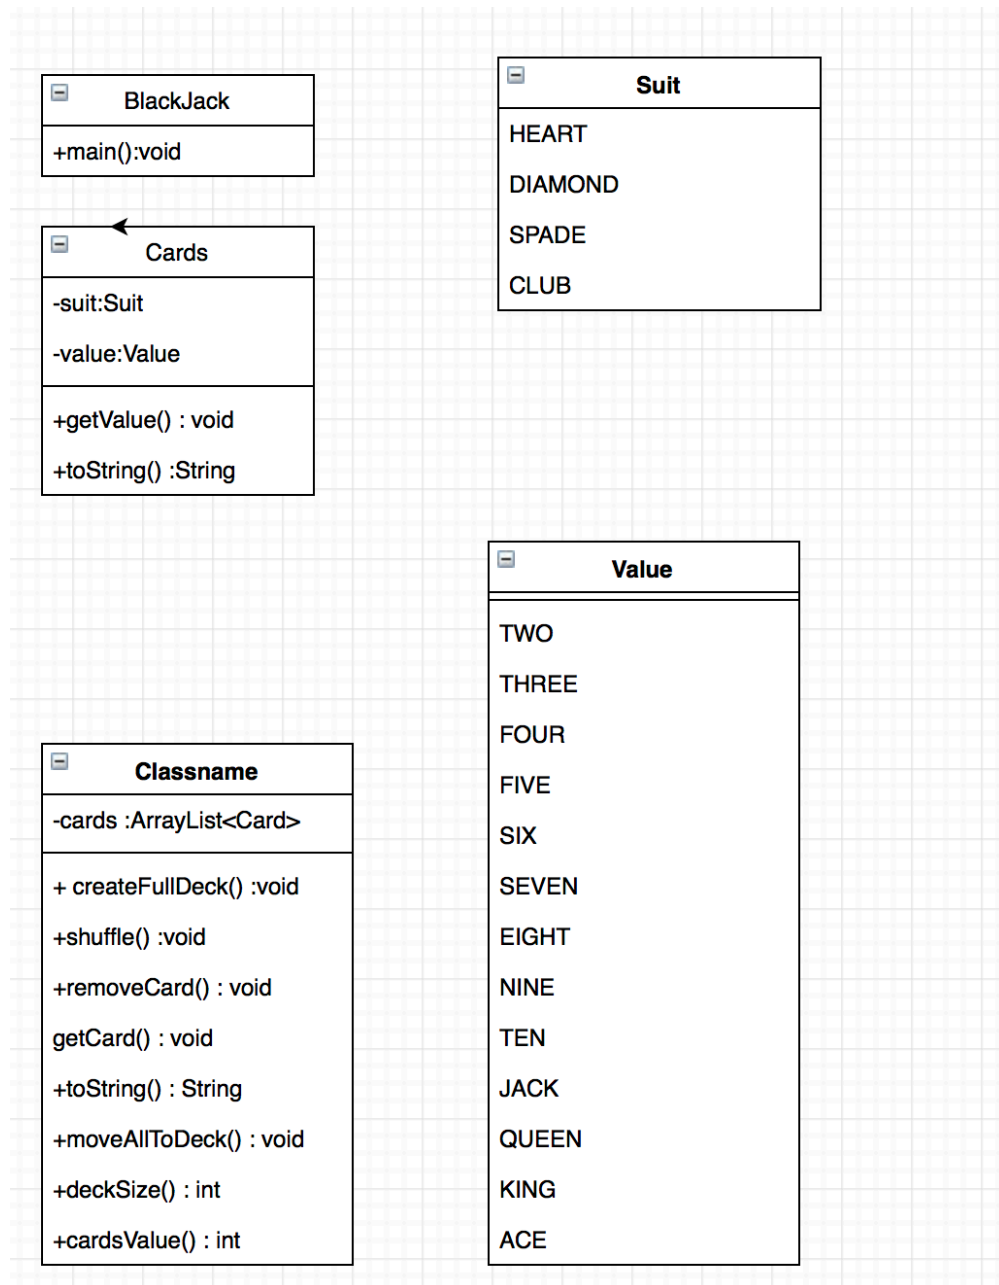 BlackJack
+main():void
Suit
HEART
DIAMOND
SPADE
CLUB
Cards
-suit:Suit
-value:Value
+getValue() : void
+toString() :String
Value
TWO
THREE
FOUR
FIVE
SIX
SEVEN
EIGHT
NINE
TEN
JACK
QUEEN
KING
ACE
Classname
-cards :ArrayList<Card>
+ createFullDeck() :void
+shuffle() :void
+removeCard() : void
getCard() : void
+toString() : String
+moveAllToDeck() : void
+deckSize() : int
+cardsValue() : int